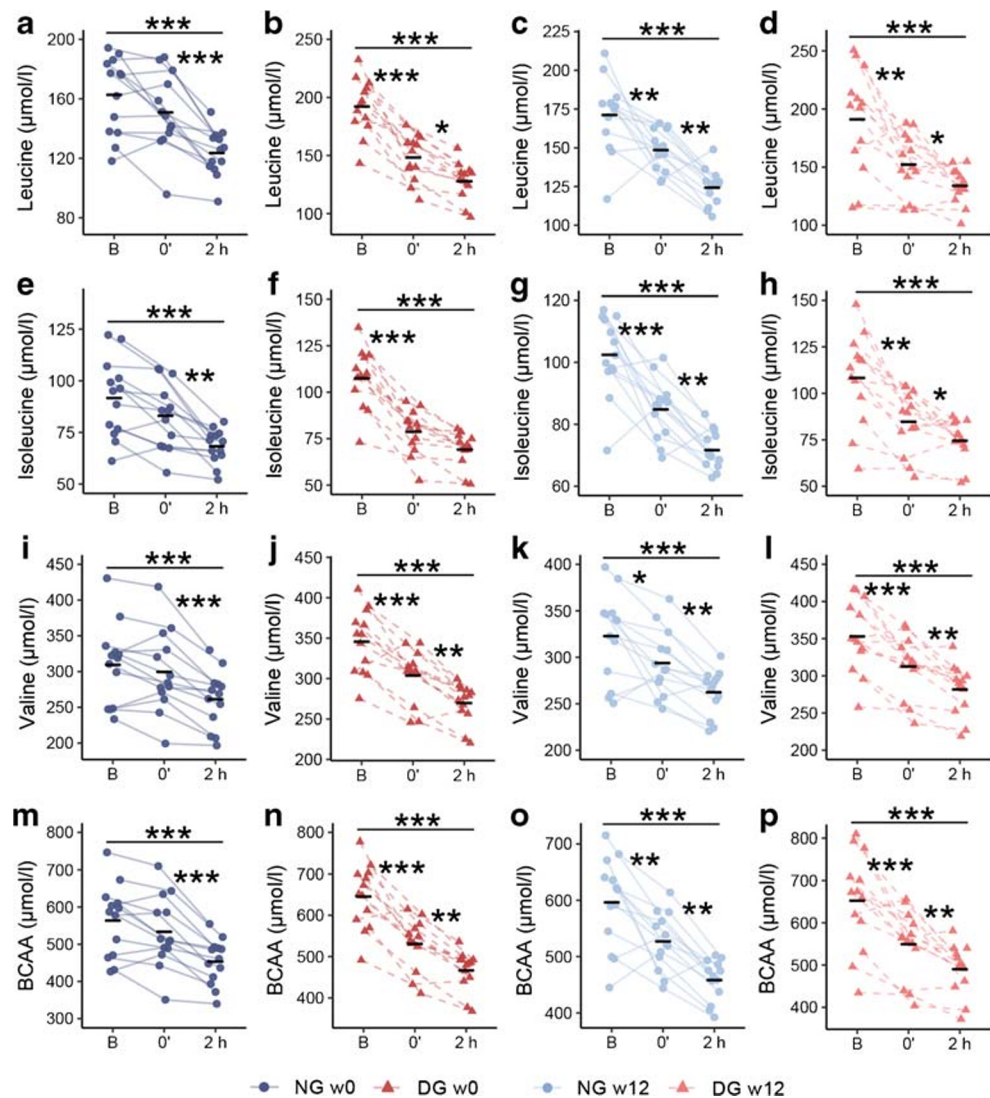 a
***
***
Leucine (µmol/l)
200
160
120
80
B 0' 2 h
b
***
***
*
Leucine (µmol/l)
250
200
150
100
B 0' 2 h
c
***
**
**
Leucine (µmol/l)
225
200
175
150
125
100
B 0' 2 h
d
***
**
*
Leucine (µmol/l)
250
200
150
100
B 0' 2 h
e
***
**
Isoleucine (µmol/l)
125
100
75
50
B 0' 2 h
f
***
***
Isoleucine (µmol/l)
150
125
100
75
50
B 0' 2 h
g
***
***
**
Isoleucine (µmol/l)
120
100
80
60
B 0' 2 h
h
***
**
*
Isoleucine (µmol/l)
150
125
100
75
50
B 0' 2 h
i
***
***
Valine (µmol/l)
450
400
350
300
250
200
B 0' 2 h
j
***
***
**
Valine (µmol/l)
450
400
350
300
250
200
B 0' 2 h
k
***
*
**
Valine (µmol/l)
400
350
300
250
200
B 0' 2 h
l
***
***
**
Valine (µmol/l)
450
400
350
300
250
200
B 0' 2 h
m
***
***
BCAA (µmol/l)
800
700
600
500
400
300
B 0' 2 h
n
***
***
**
BCAA (µmol/l)
800
700
600
500
400
B 0' 2 h
o
***
**
**
BCAA (µmol/l)
700
600
500
400
B 0' 2 h
p
***
***
**
BCAA (µmol/l)
800
700
600
500
400
B 0' 2 h
NG w0 DG w0 NG w12 DG w12